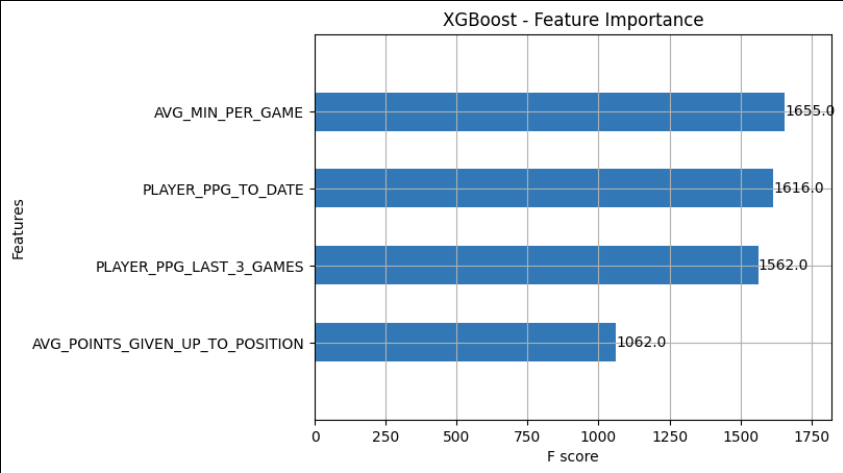 XGBoost - Feature Importance
AVG_MIN_PER_GAME
1655.0
PLAYER_PPG_TO_DATE
1616.0
PLAYER_PPG_LAST_3_GAMES
1562.0
AVG_POINTS_GIVEN_UP_TO_POSITION
1062.0
Features
0 250 500 750 1000 1250 1500 1750
F score